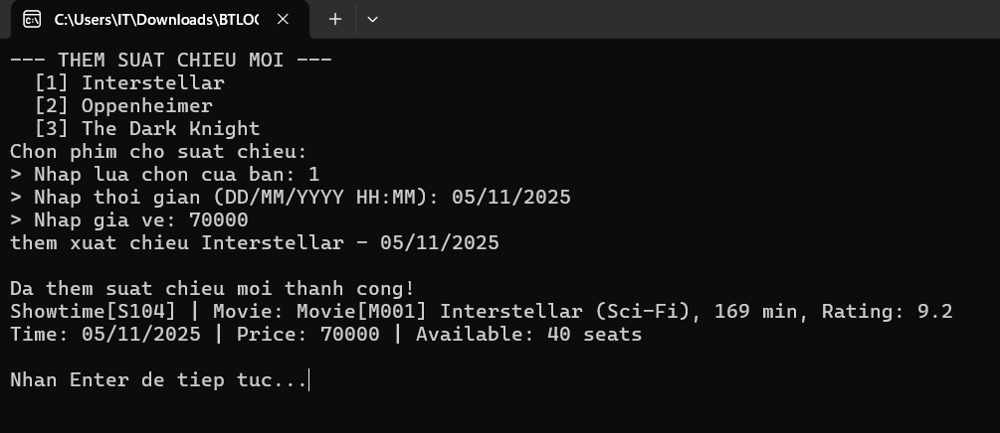 C:\Users\IT\Downloads\BTLO
--- THEM SUAT CHIEU MOI ---
[1] Interstellar
[2] Oppenheimer
[3] The Dark Knight
Chon phim cho suat chieu:
> Nhap lua chon cua ban: 1
> Nhap thoi gian (DD/MM/YYYY HH:MM): 05/11/2025
> Nhap gia ve: 70000
them xuat chieu Interstellar - 05/11/2025
Da them suat chieu moi thanh cong!
Showtime[S104] | Movie: Movie[M001] Interstellar (Sci-Fi), 169 min, Rating: 9.2
Time: 05/11/2025 | Price: 70000 | Available: 40 seats
Nhan Enter de tiep tuc...